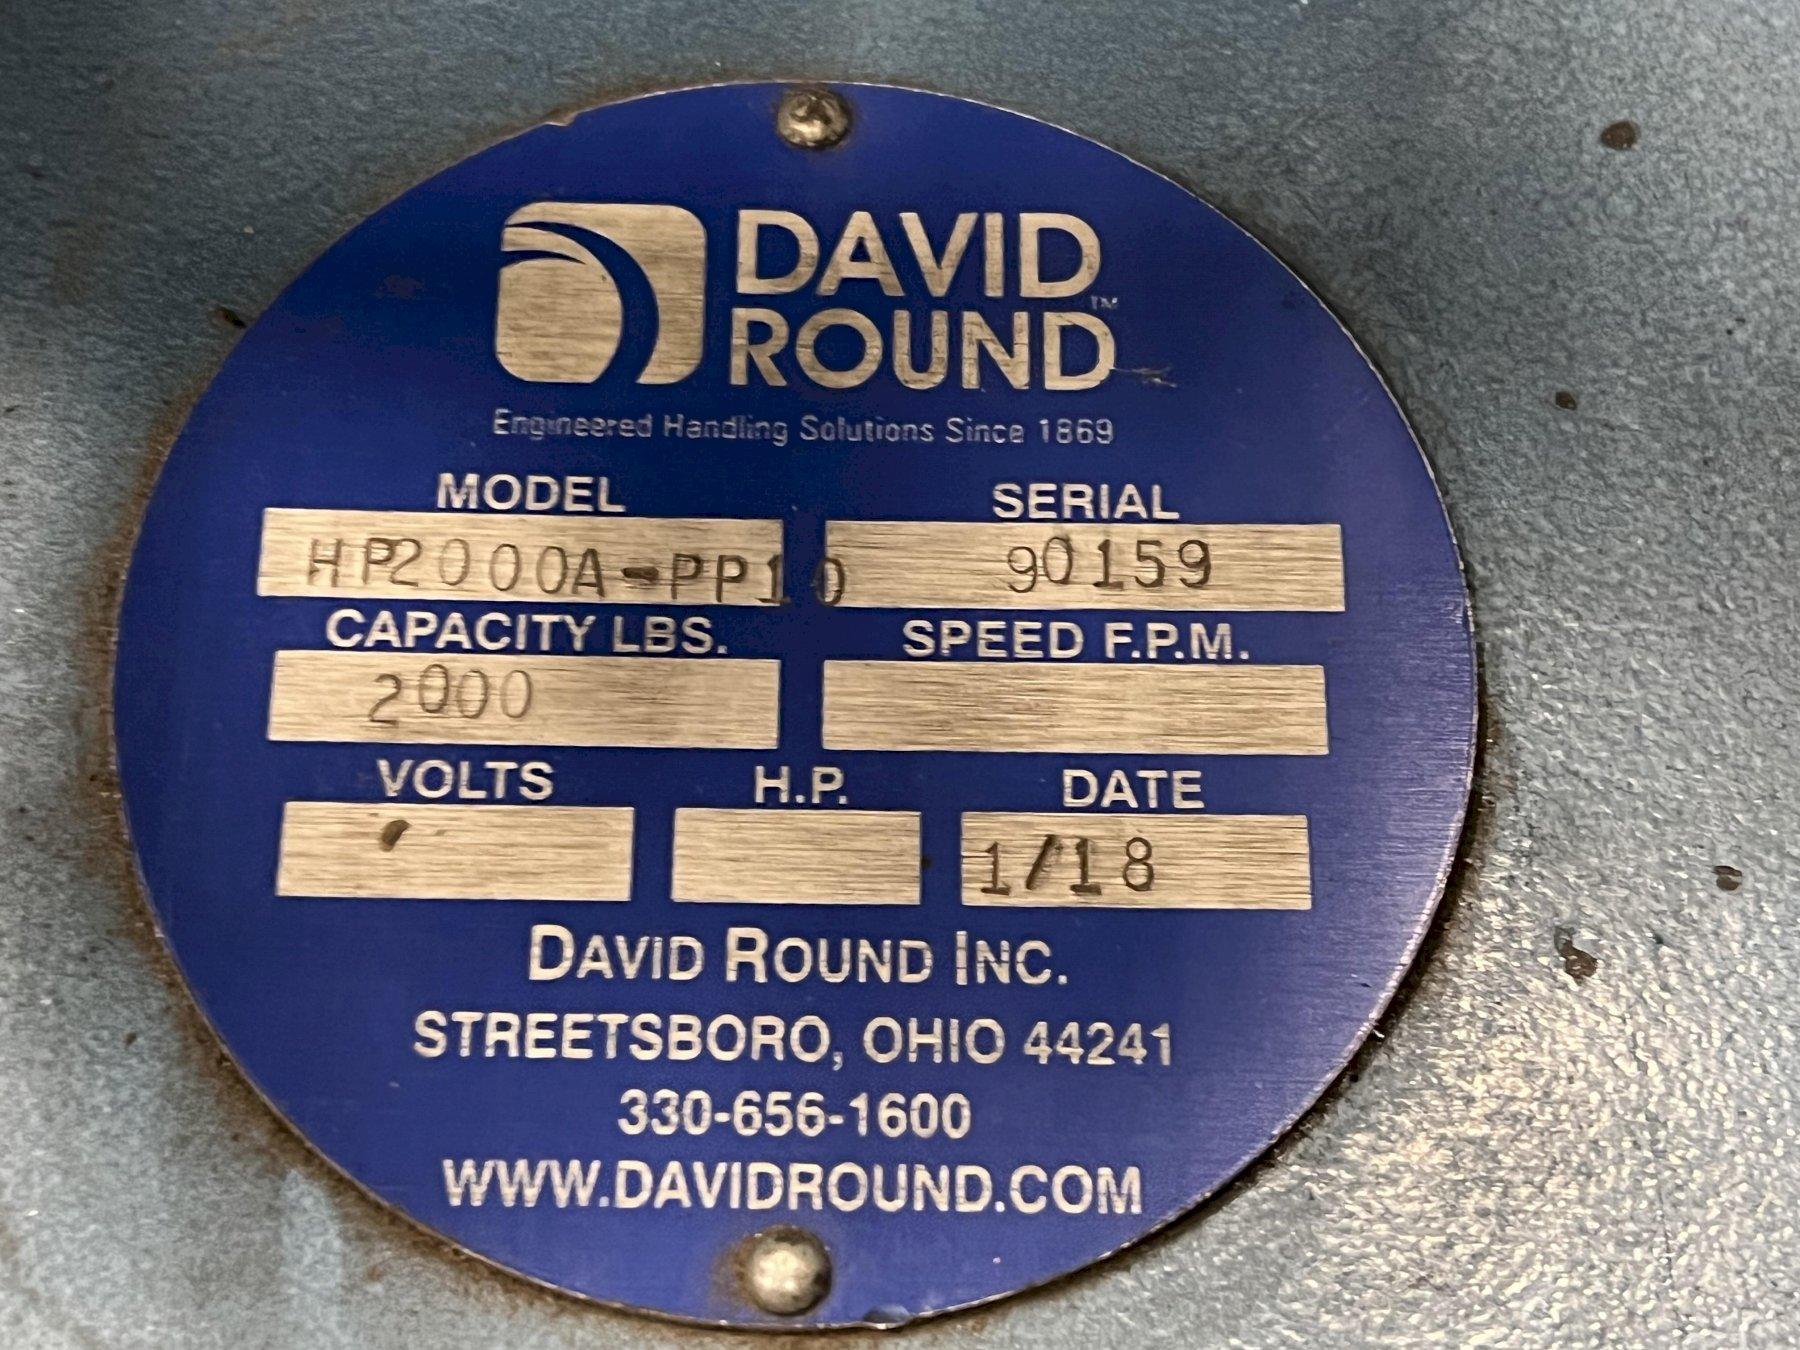 DAVID
ROUND™
Engineered Handling Solutions Since 1869
MODEL SERIAL
HP2000A-PP10 90159
CAPACITY LBS. SPEED F.P.M.
2000
VOLTS H.P. DATE
1/18
DAVID ROUND INC.
STREETSBORO, OHIO 44241
330-656-1600
WWW.DAVIDROUND.COM